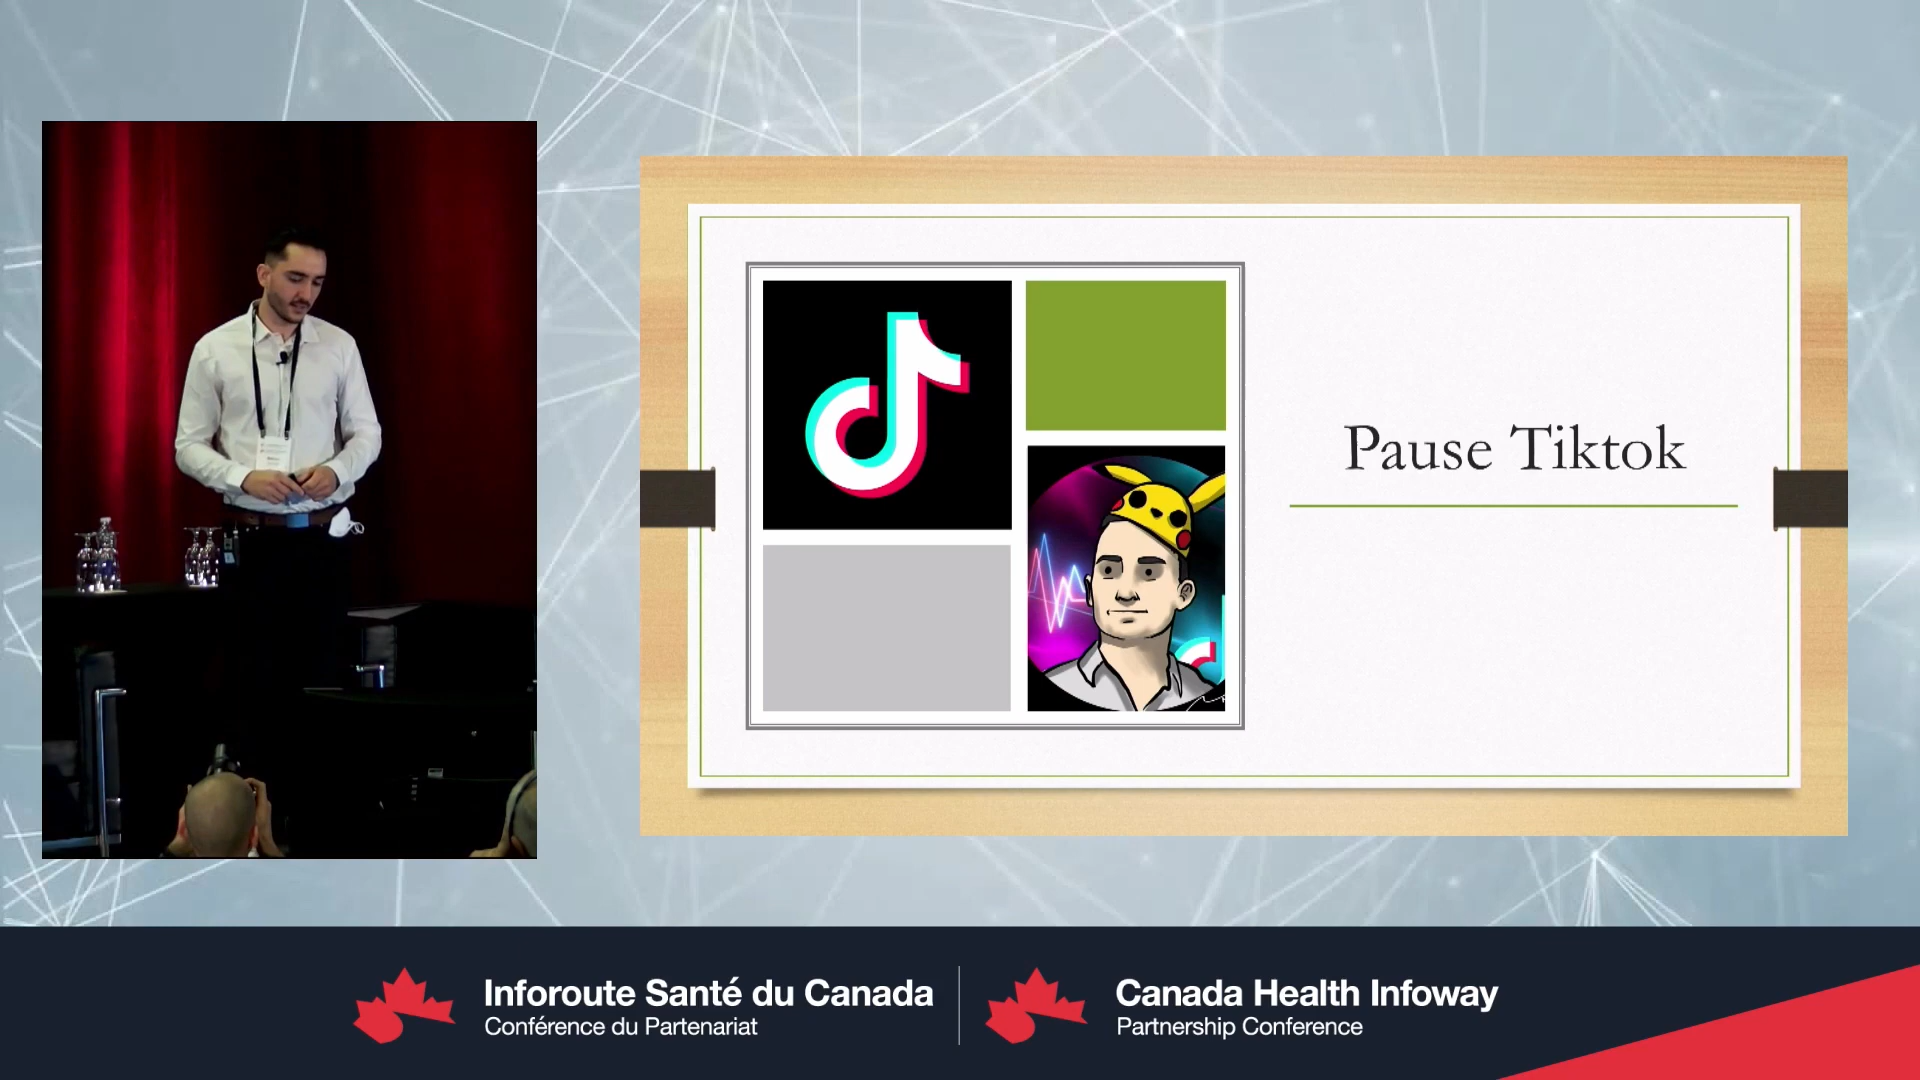 Pause Tiktok
Inforoute Santé du Canada
Conférence du Partenariat
Canada Health Infoway
Partnership Conference